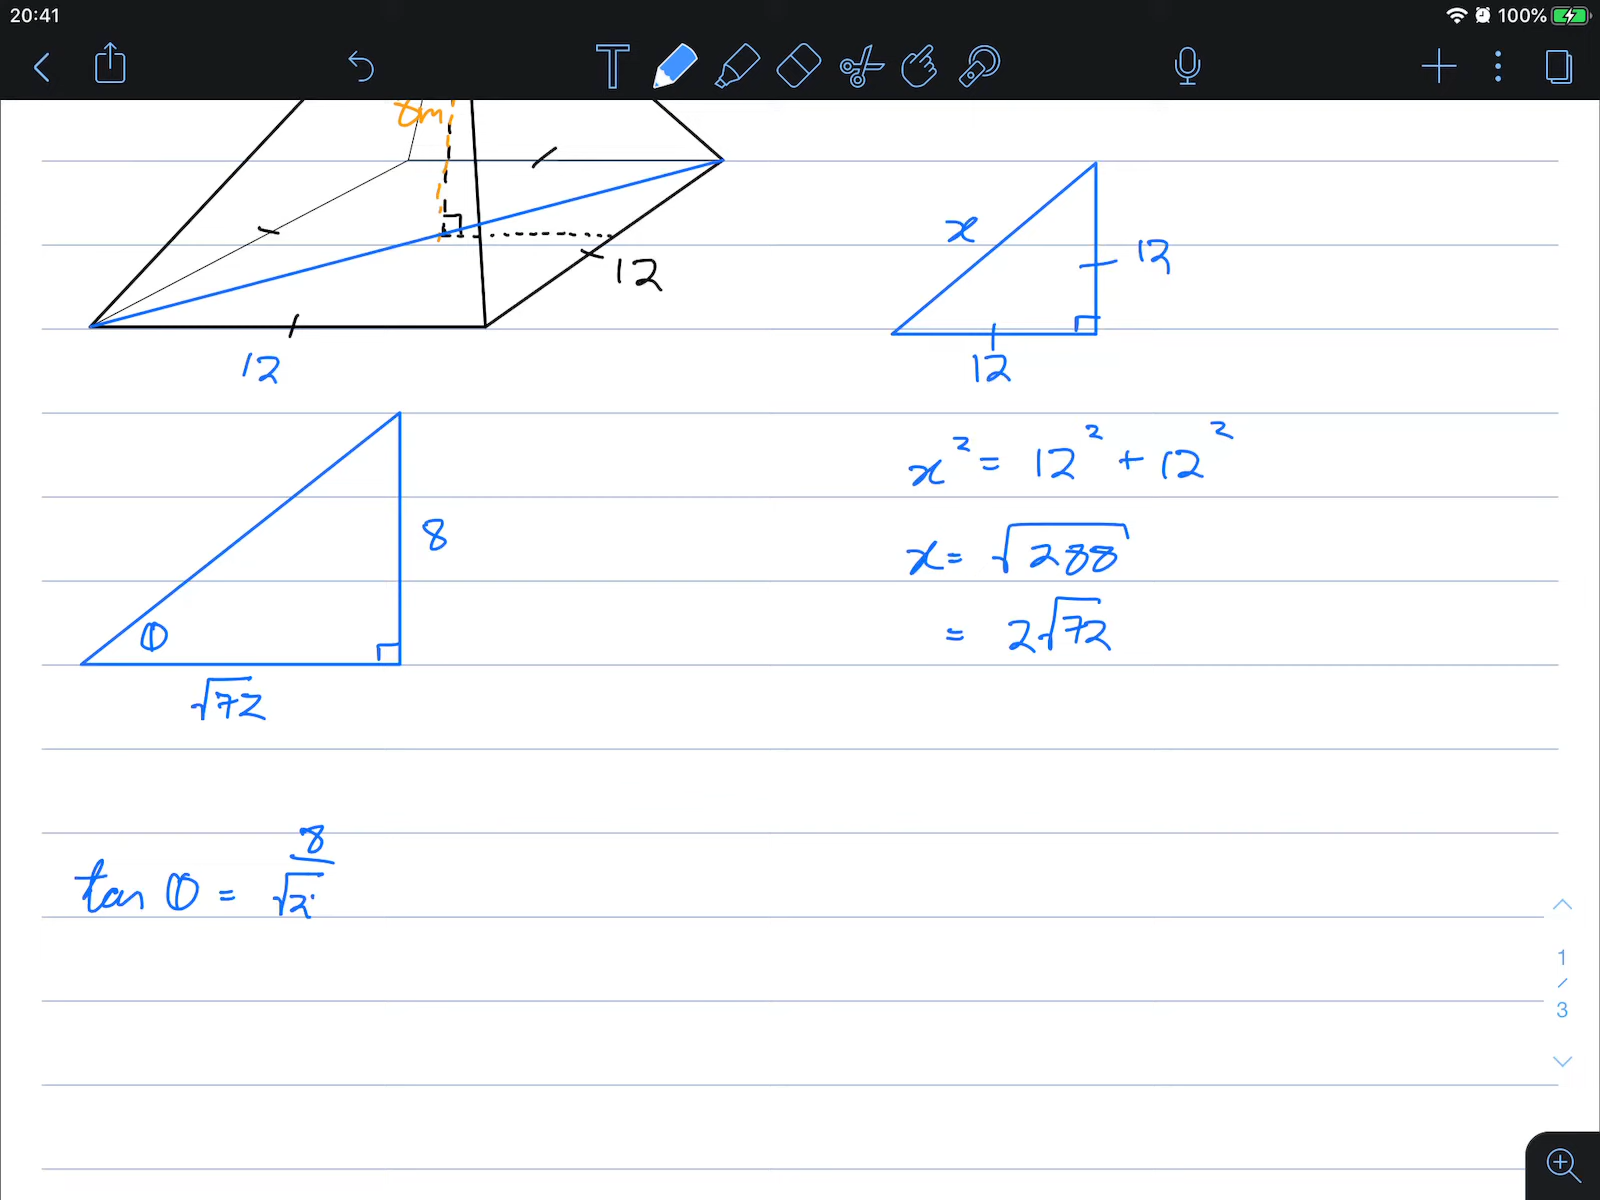 20:41
100%
T
8m
12
12
x
12
12
8
θ
√72
x² = 12² + 12²
x = √288
= 2√72
tan θ = 8/√2
1
/
3